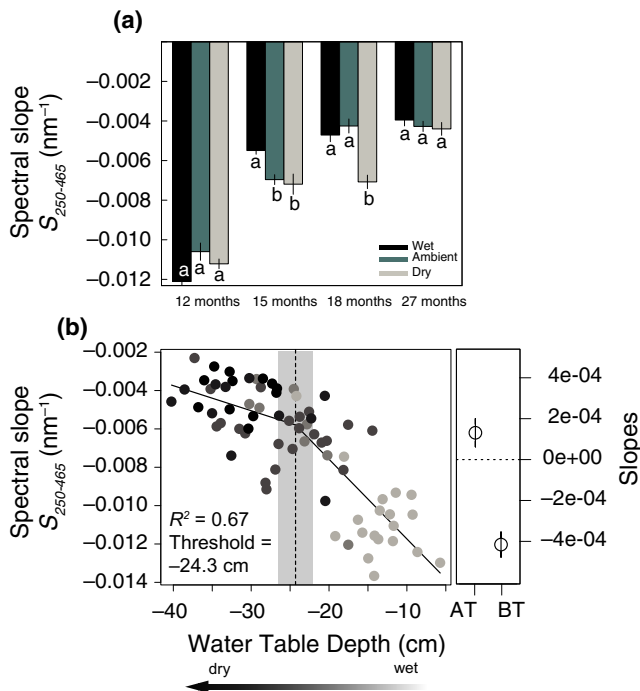 (a)
Spectral slope
S250-465 (nm−1)
−0.002
−0.004
−0.006
−0.008
−0.010
−0.012
a
a
a
a
b
b
a
a
b
a
a
a
Wet
Ambient
Dry
12 months
15 months
18 months
27 months
(b)
Spectral slope
S250-465 (nm−1)
−0.002
−0.004
−0.006
−0.008
−0.010
−0.012
−0.014
R2 = 0.67
Threshold =
−24.3 cm
−40
−30
−20
−10
Water Table Depth (cm)
dry
wet
4e-04
2e-04
0e+00
−2e-04
−4e-04
Slopes
AT
BT